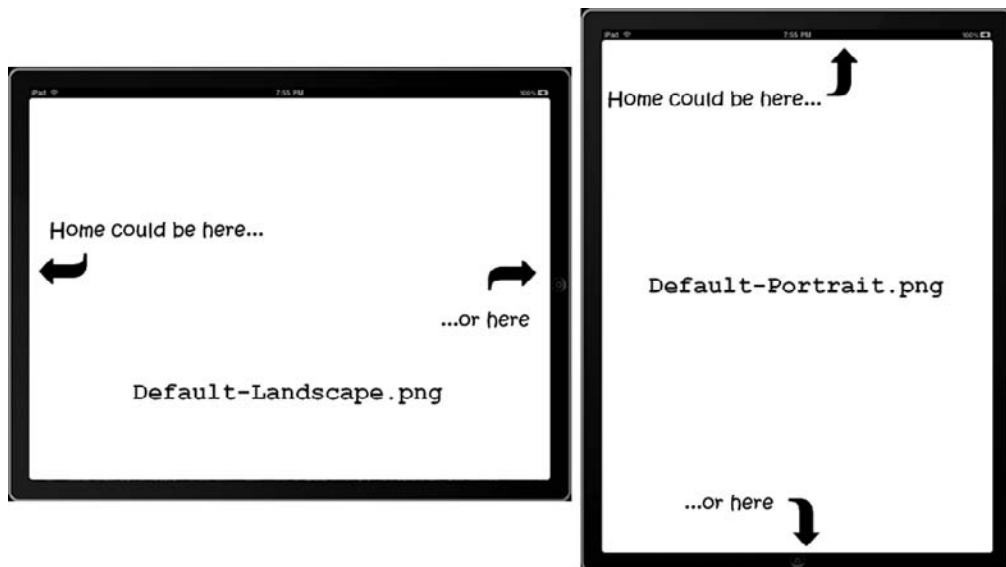 iPad
7:55 PM
100%
Home could be here...
...or here
Default-Landscape.png
iPad
7:55 PM
100%
Home could be here...
Default-Portrait.png
...or here